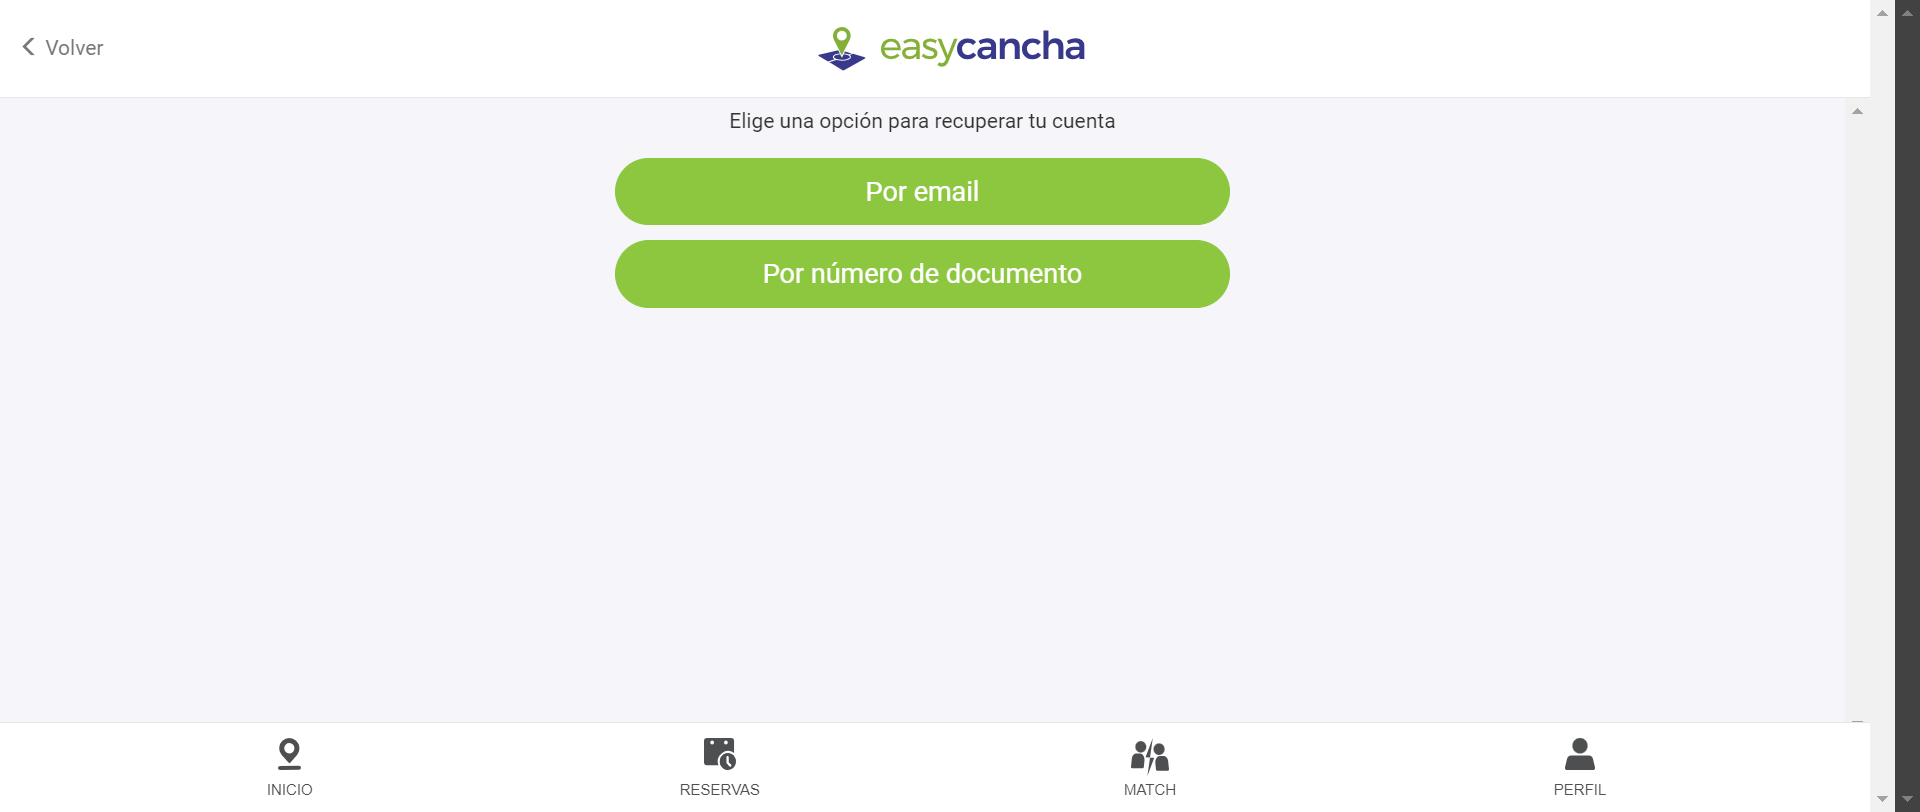 Volver
easycancha
Elige una opción para recuperar tu cuenta
Por email
Por número de documento
INICIO
RESERVAS
MATCH
PERFIL